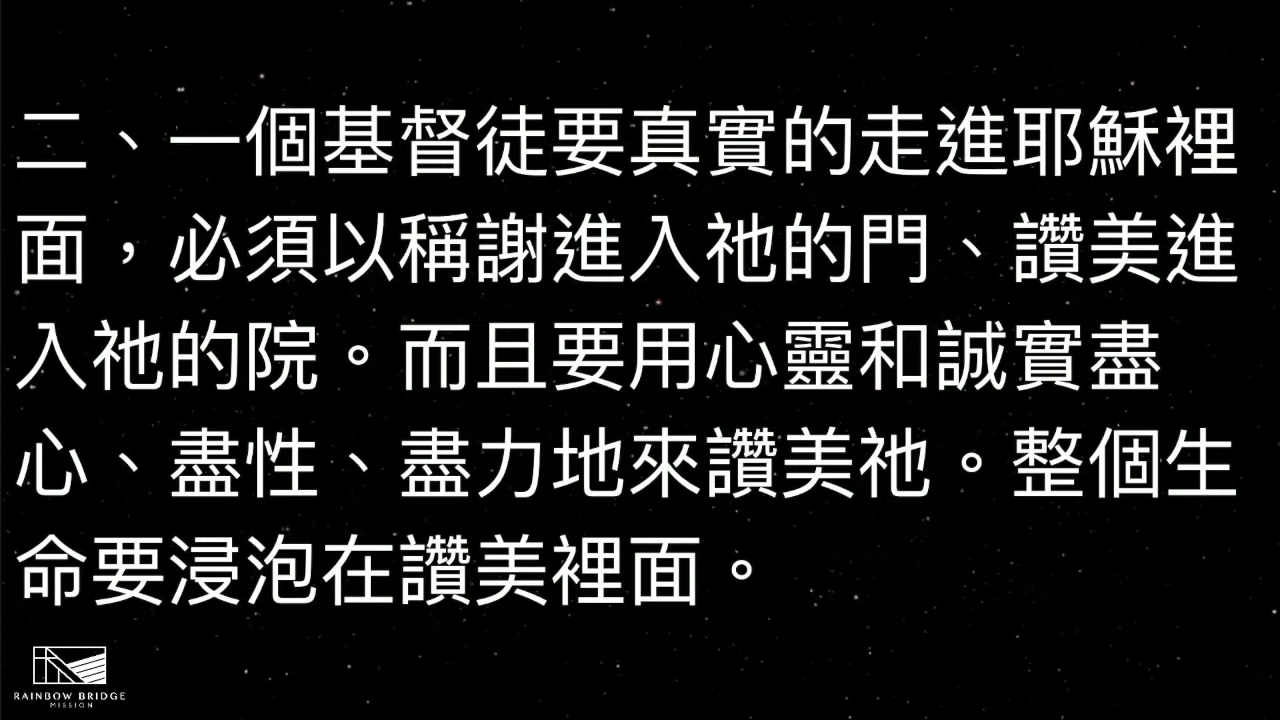 二、一個基督徒要真實的走進耶穌裡
面，必須以稱謝進入祂的門、讚美進
入祂的院。而且要用心靈和誠實盡
心、盡性、盡力地來讚美祂。整個生
命要浸泡在讚美裡面。
RAINBOW BRIDGE
MISSION